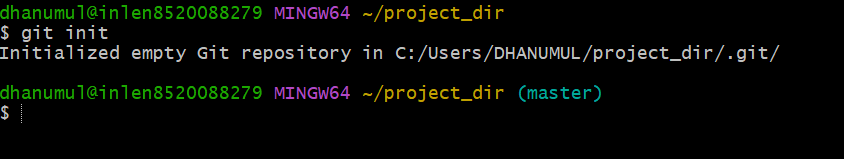 dhanumul@inlen8520088279 MINGW64 ~/project_dir
$ git init
Initialized empty Git repository in C:/Users/DHANUMUL/project_dir/.git/
dhanumul@inlen8520088279 MINGW64 ~/project_dir (master)
$